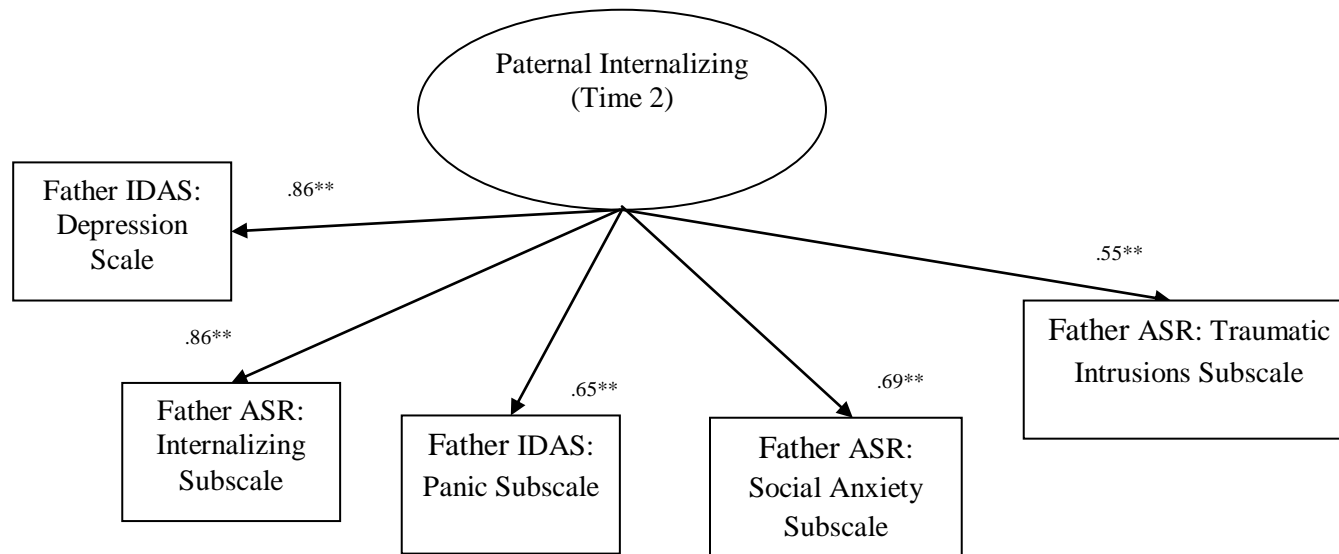 Paternal Internalizing
(Time 2)
Father IDAS:
Depression
Scale
.86**
.55**
Father ASR: Traumatic
Intrusions Subscale
.86**
.65**
.69**
Father ASR:
Internalizing
Subscale
Father IDAS:
Panic Subscale
Father ASR:
Social Anxiety
Subscale